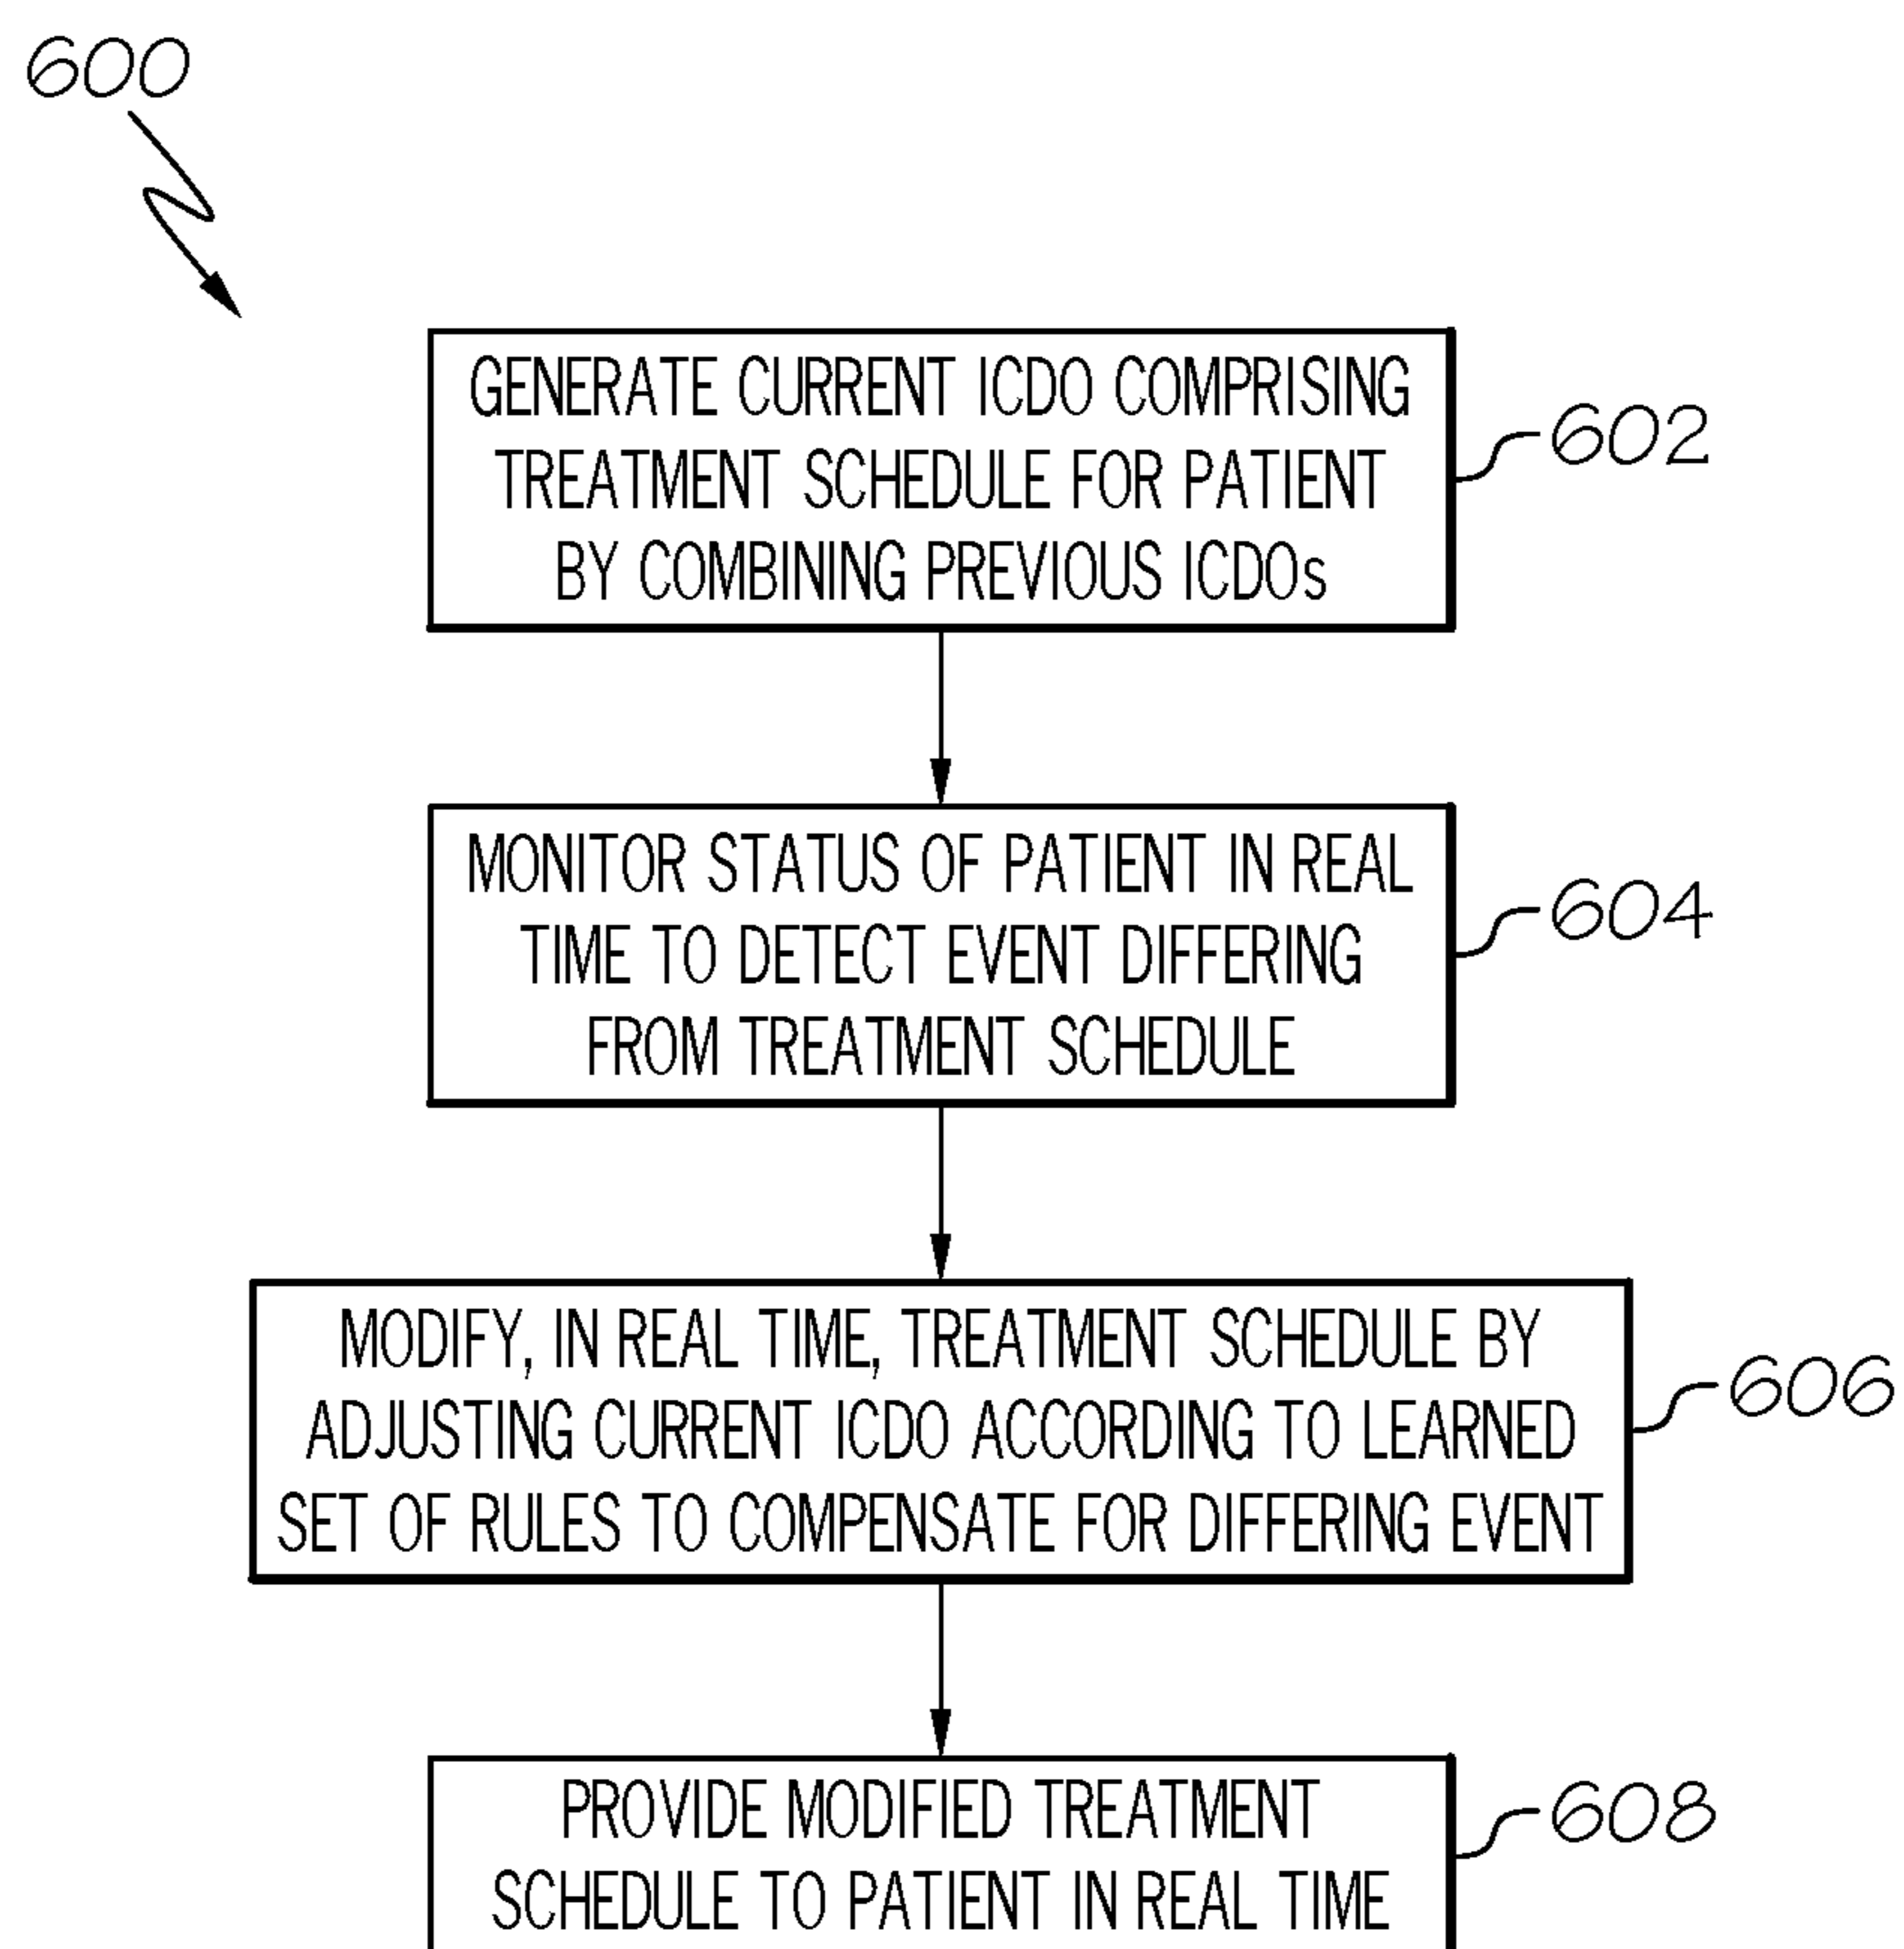 600
GENERATE CURRENT ICDO COMPRISING
TREATMENT SCHEDULE FOR PATIENT
BY COMBINING PREVIOUS ICDOs
602
MONITOR STATUS OF PATIENT IN REAL
TIME TO DETECT EVENT DIFFERING
FROM TREATMENT SCHEDULE
604
MODIFY, IN REAL TIME, TREATMENT SCHEDULE BY
ADJUSTING CURRENT ICDO ACCORDING TO LEARNED
SET OF RULES TO COMPENSATE FOR DIFFERING EVENT
606
PROVIDE MODIFIED TREATMENT
SCHEDULE TO PATIENT IN REAL TIME
608